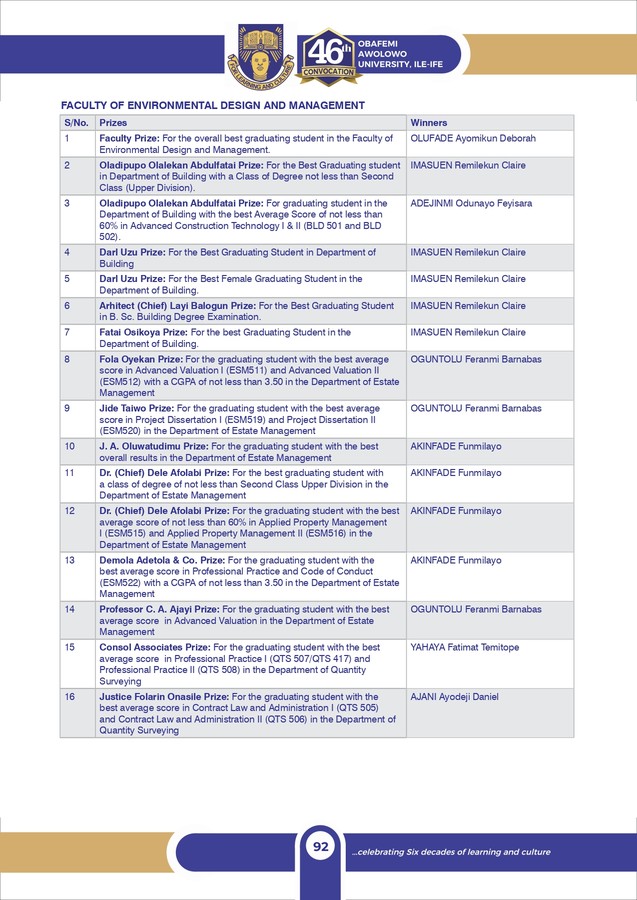 FOR LEARNING AND CULTURE
46th
CONVOCATION
OBAFEMI
AWOLOWO
UNIVERSITY, ILE-IFE
FACULTY OF ENVIRONMENTAL DESIGN AND MANAGEMENT
S/No. Prizes Winners
1 Faculty Prize: For the overall best graduating student in the Faculty of OLUFADE Ayomikun Deborah
Environmental Design and Management.
2 Oladipupo Olalekan Abdulfatai Prize: For the Best Graduating student IMASUEN Remilekun Claire
in Department of Building with a Class of Degree not less than Second
Class (Upper Division).
3 Oladipupo Olalekan Abdulfatai Prize: For graduating student in the ADEJINMI Odunayo Feyisara
Department of Building with the best Average Score of not less than
60% in Advanced Construction Technology I & II (BLD 501 and BLD
502).
4 Darl Uzu Prize: For the Best Graduating Student in Department of IMASUEN Remilekun Claire
Building
5 Darl Uzu Prize: For the Best Female Graduating Student in the IMASUEN Remilekun Claire
Department of Building.
6 Arhitect (Chief) Layi Balogun Prize: For the Best Graduating Student IMASUEN Remilekun Claire
in B. Sc. Building Degree Examination.
7 Fatai Osikoya Prize: For the best Graduating Student in the IMASUEN Remilekun Claire
Department of Building.
8 Fola Oyekan Prize: For the graduating student with the best average OGUNTOLU Feranmi Barnabas
score in Advanced Valuation I (ESM511) and Advanced Valuation II
(ESM512) with a CGPA of not less than 3.50 in the Department of Estate
Management
9 Jide Taiwo Prize: For the graduating student with the best average OGUNTOLU Feranmi Barnabas
score in Project Dissertation I (ESM519) and Project Dissertation II
(ESM520) in the Department of Estate Management
10 J. A. Oluwatudimu Prize: For the graduating student with the best AKINFADE Funmilayo
overall results in the Department of Estate Management
11 Dr. (Chief) Dele Afolabi Prize: For the best graduating student with AKINFADE Funmilayo
a class of degree of not less than Second Class Upper Division in the
Department of Estate Management
12 Dr. (Chief) Dele Afolabi Prize: For the graduating student with the best AKINFADE Funmilayo
average score of not less than 60% in Applied Property Management
I (ESM515) and Applied Property Management II (ESM516) in the
Department of Estate Management
13 Demola Adetola & Co. Prize: For the graduating student with the AKINFADE Funmilayo
best average score in Professional Practice and Code of Conduct
(ESM522) with a CGPA of not less than 3.50 in the Department of Estate
Management
14 Professor C. A. Ajayi Prize: For the graduating student with the best OGUNTOLU Feranmi Barnabas
average score in Advanced Valuation in the Department of Estate
Management
15 Consol Associates Prize: For the graduating student with the best YAHAYA Fatimat Temitope
average score in Professional Practice I (QTS 507/QTS 417) and
Professional Practice II (QTS 508) in the Department of Quantity
Surveying
16 Justice Folarin Onasile Prize: For the graduating student with the AJANI Ayodeji Daniel
best average score in Contract Law and Administration I (QTS 505)
and Contract Law and Administration II (QTS 506) in the Department of
Quantity Surveying
92
...celebrating Six decades of learning and culture